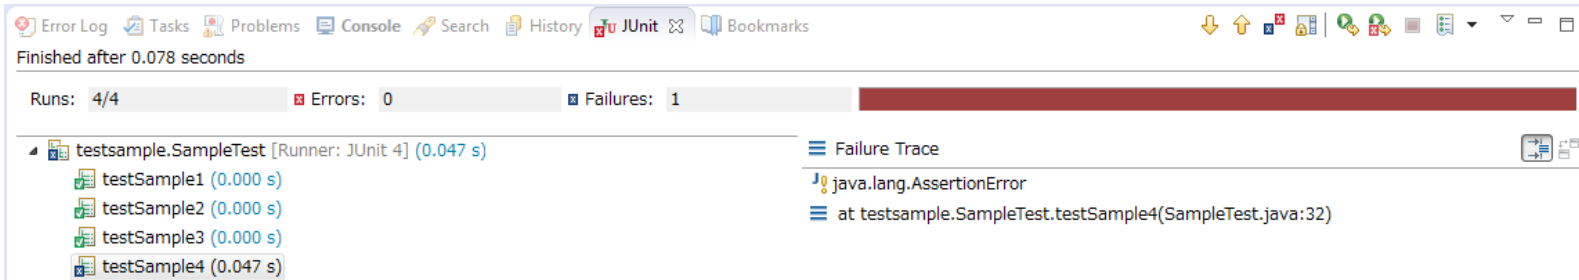 Error Log Tasks Problems Console Search History JUnit Bookmarks
Finished after 0.078 seconds
Runs: 4/4 Errors: 0 Failures: 1
testsample.SampleTest [Runner: JUnit 4] (0.047 s)
testSample1 (0.000 s)
testSample2 (0.000 s)
testSample3 (0.000 s)
testSample4 (0.047 s)
Failure Trace
java.lang.AssertionError
at testsample.SampleTest.testSample4(SampleTest.java:32)